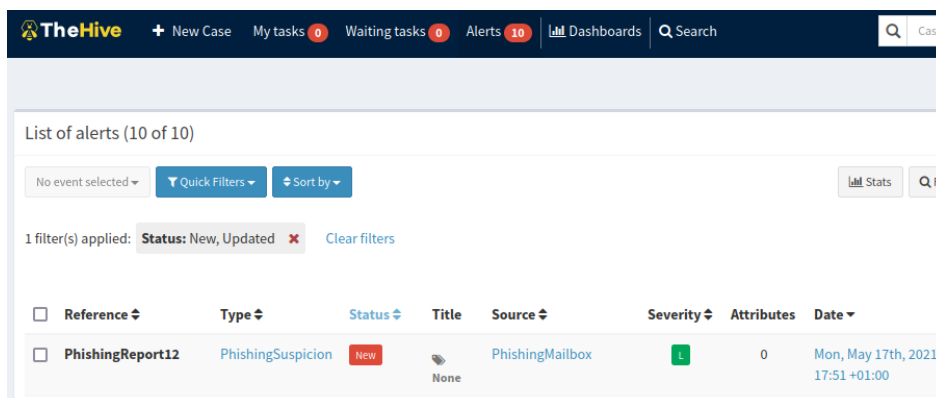 TheHive + New Case My tasks 0 Waiting tasks 0 Alerts 10 Dashboards Search Cas
List of alerts (10 of 10)
No event selected Quick Filters Sort by Stats
1 filter(s) applied: Status: New, Updated Clear filters
Reference Type Status Title Source Severity Attributes Date
PhishingReport12 PhishingSuspicion New PhishingMailbox L 0 Mon, May 17th, 2021
None 17:51 +01:00